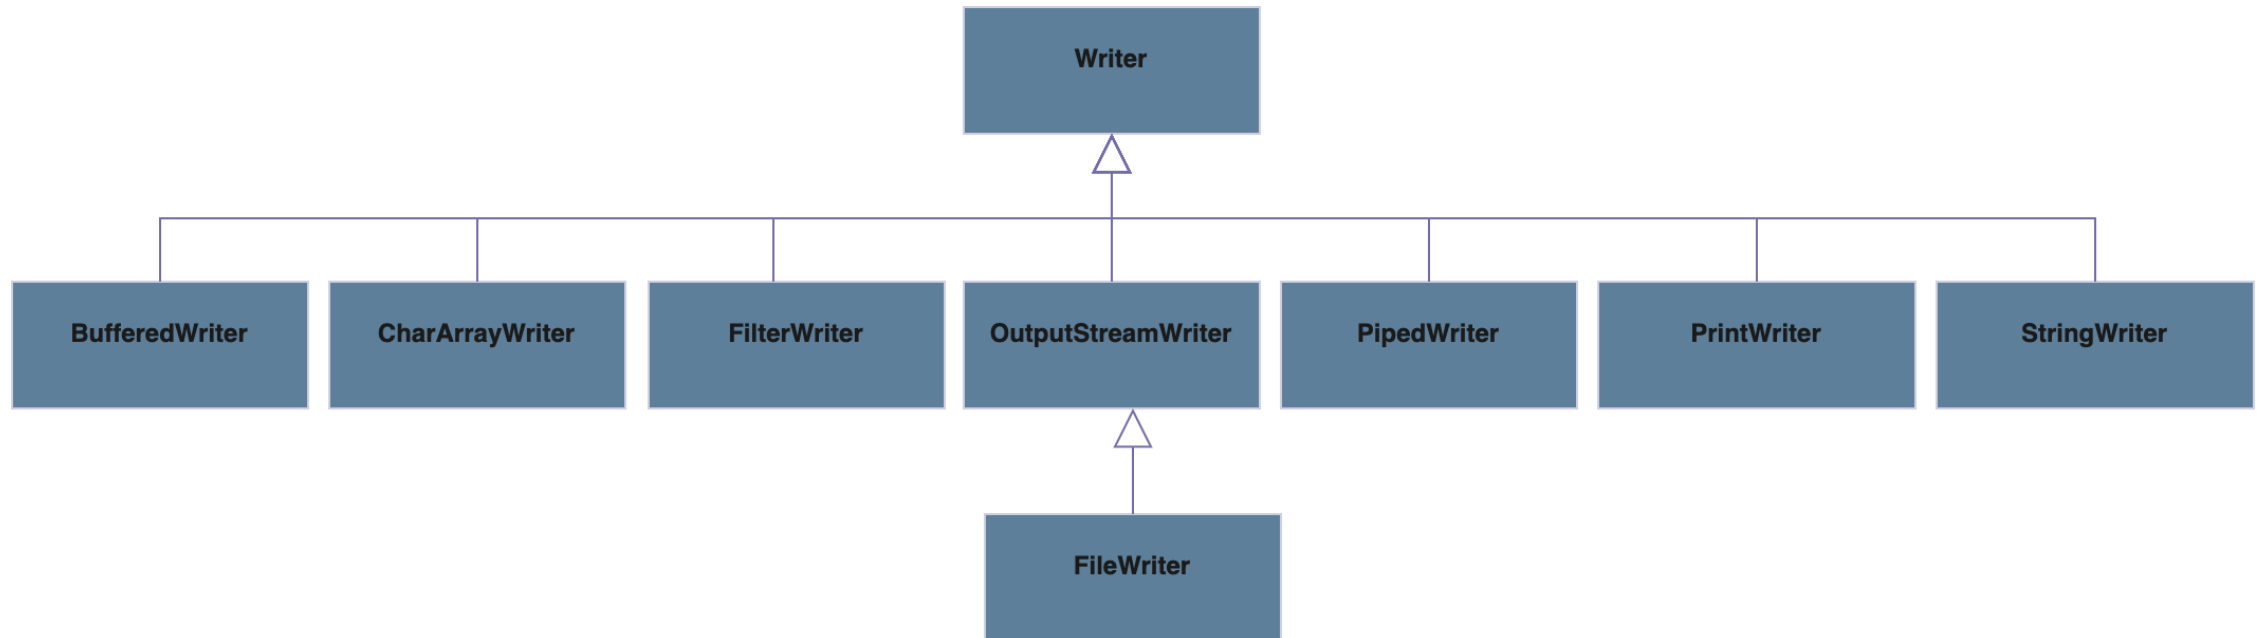 Writer
BufferedWriter
CharArrayWriter
FilterWriter
OutputStreamWriter
PipedWriter
PrintWriter
StringWriter
FileWriter